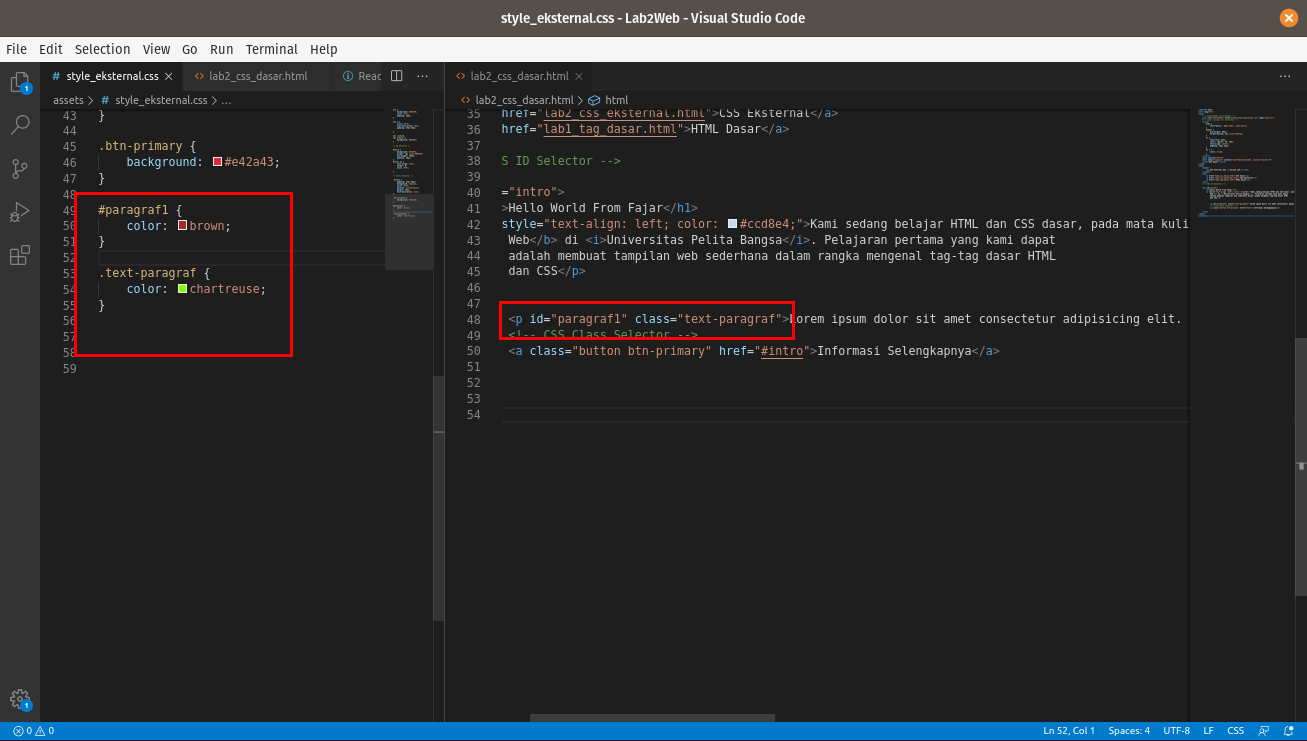 style_eksternal.css - Lab2Web - Visual Studio Code
File Edit Selection View Go Run Terminal Help
# style_eksternal.css
<> lab2_css_dasar.html
Read
...
assets > # style_eksternal.css > ...
43 }
44
45 .btn-primary {
46 background: #e42a43;
47 }
48
49 #paragraf1 {
50 color: brown;
51 }
52
53 .text-paragraf {
54 color: chartreuse;
55 }
56
57
58
59
<> lab2_css_dasar.html
...
<> lab2_css_dasar.html > html
35 href="lab2_css_eksternal.html">CSS Eksternal</a>
36 href="lab1_tag_dasar.html">HTML Dasar</a>
37
38 S ID Selector -->
39
40 ="intro">
41 >Hello World From Fajar</h1>
42 style="text-align: left; color: #ccd8e4;">Kami sedang belajar HTML dan CSS dasar, pada mata kuli
43 Web</b> di <i>Universitas Pelita Bangsa</i>. Pelajaran pertama yang kami dapat
44 adalah membuat tampilan web sederhana dalam rangka mengenal tag-tag dasar HTML
45 dan CSS</p>
46
47
48 <p id="paragraf1" class="text-paragraf">Lorem ipsum dolor sit amet consectetur adipisicing elit.
49 <!-- CSS Class Selector -->
50 <a class="button btn-primary" href="#intro">Informasi Selengkapnya</a>
51
52
53
54
1
1
0 0
Ln 52, Col 1 Spaces: 4 UTF-8 LF CSS